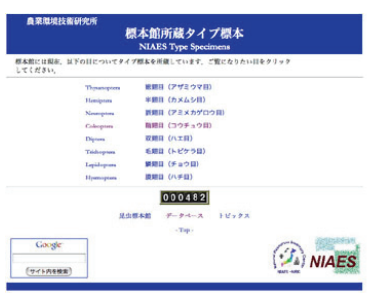 農業環境技術研究所
標本館所蔵タイプ標本
NIAES Type Specimens
標本館には現在、以下の目についてタイプ標本を所蔵しています。ご覧になりたい目をクリック
してください。
Thysanoptera 総翅目（アザミウマ目）
Hemiptera 半翅目（カメムシ目）
Neuroptera 脈翅目（アミメカゲロウ目）
Coleoptera 鞘翅目（コウチュウ目）
Diptera 双翅目（ハエ目）
Trichoptera 毛翅目（トビケラ目）
Lepidoptera 鱗翅目（チョウ目）
Hymenoptera 膜翅目（ハチ目）
000482
昆虫標本館 データベース トピックス
- Top -
Google
サイト内を検索
NIAES